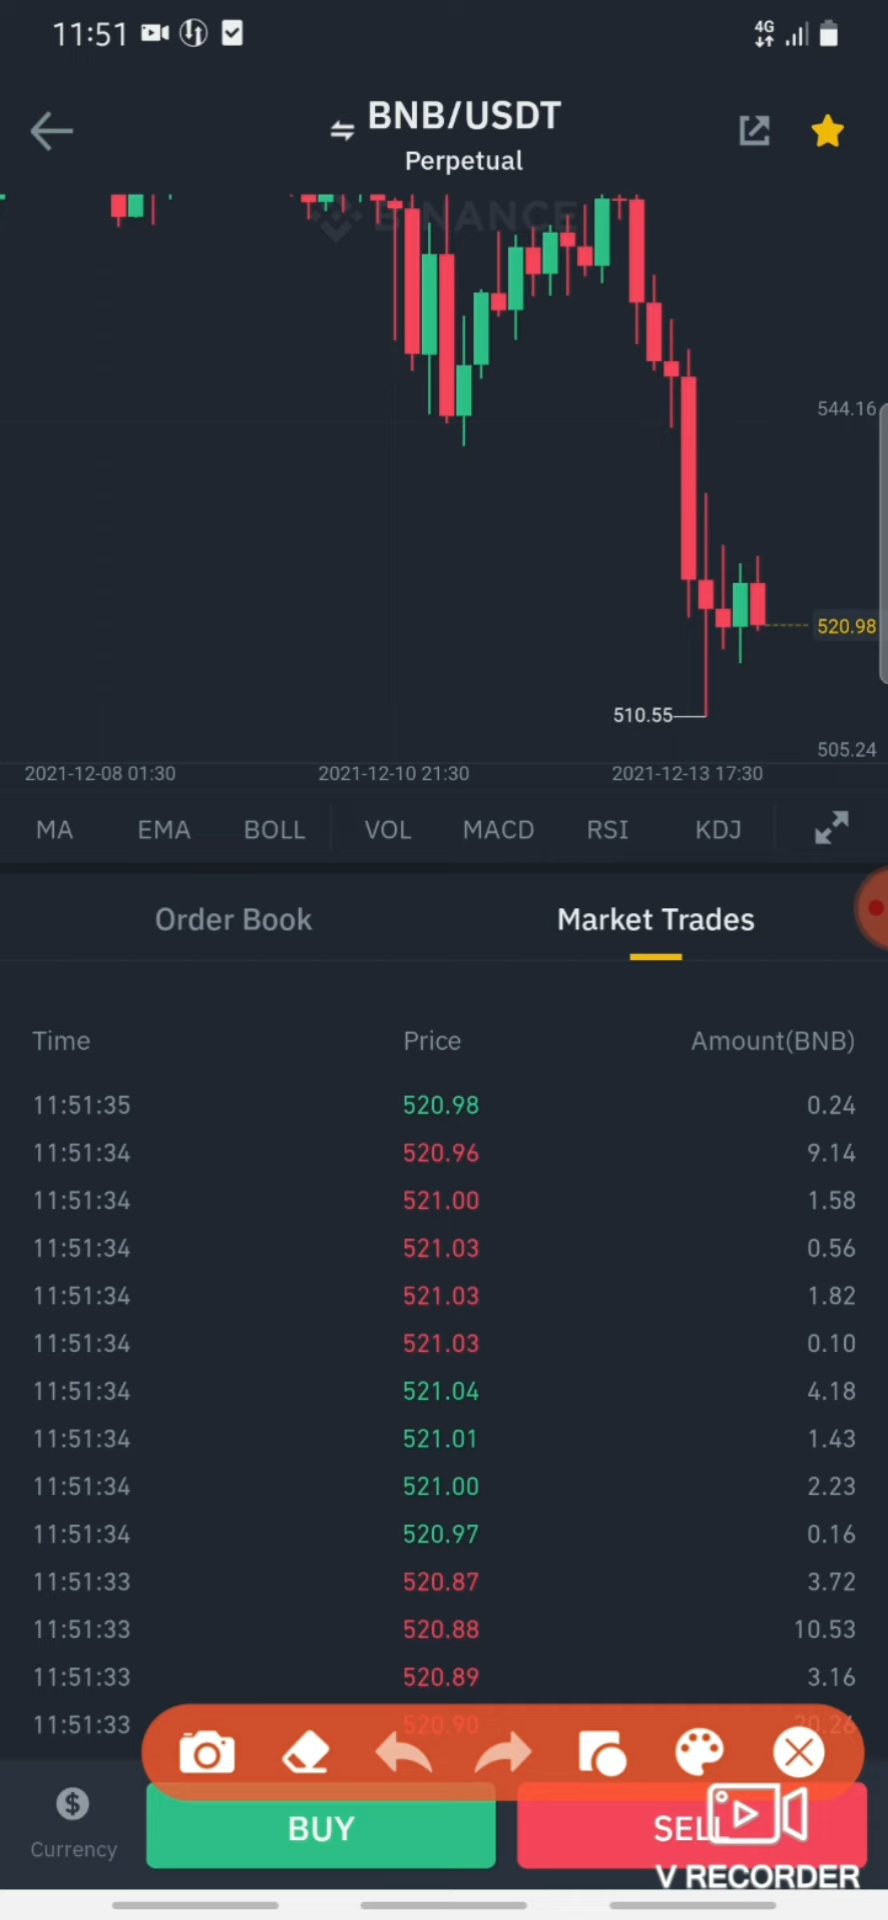 11:51
4G
BNB/USDT
Perpetual
BINANCE
544.16
520.98
510.55
505.24
2021-12-08 01:30 2021-12-10 21:30 2021-12-13 17:30
MA EMA BOLL VOL MACD RSI KDJ
Order Book Market Trades
Time Price Amount(BNB)
11:51:35 520.98 0.24
11:51:34 520.96 9.14
11:51:34 521.00 1.58
11:51:34 521.03 0.56
11:51:34 521.03 1.82
11:51:34 521.03 0.10
11:51:34 521.04 4.18
11:51:34 521.01 1.43
11:51:34 521.00 2.23
11:51:34 520.97 0.16
11:51:33 520.87 3.72
11:51:33 520.88 10.53
11:51:33 520.89 3.16
11:51:33 520.90
Currency BUY SELL
V RECORDER